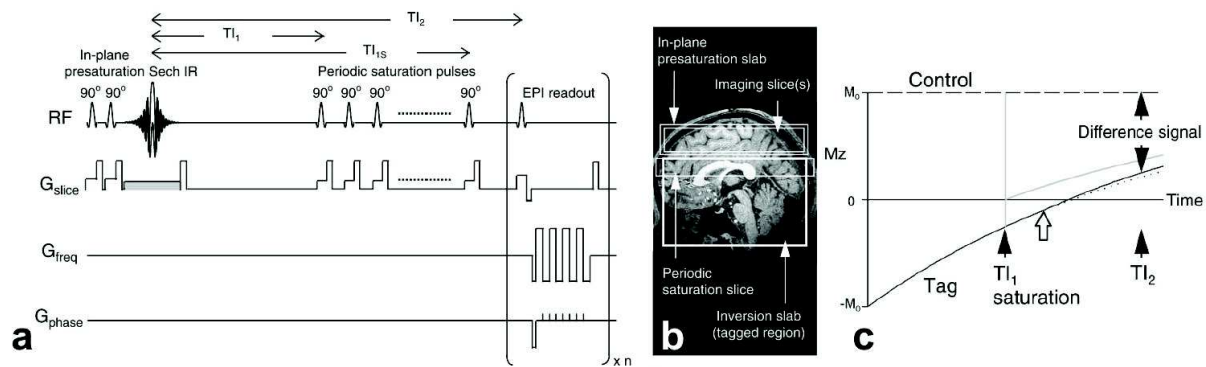 TI2
TI1
TI1S
In-plane
presaturation Sech IR
Periodic saturation pulses
90° 90°
90° 90° 90°
90°
EPI readout
RF
Gslice
Gfreq
Gphase
x n
a
In-plane
presaturation slab
Imaging slice(s)
Periodic
saturation slice
Inversion slab
(tagged region)
b
Control
M0
Difference signal
Mz
0
Time
Tag
TI1
saturation
TI2
-M0
c